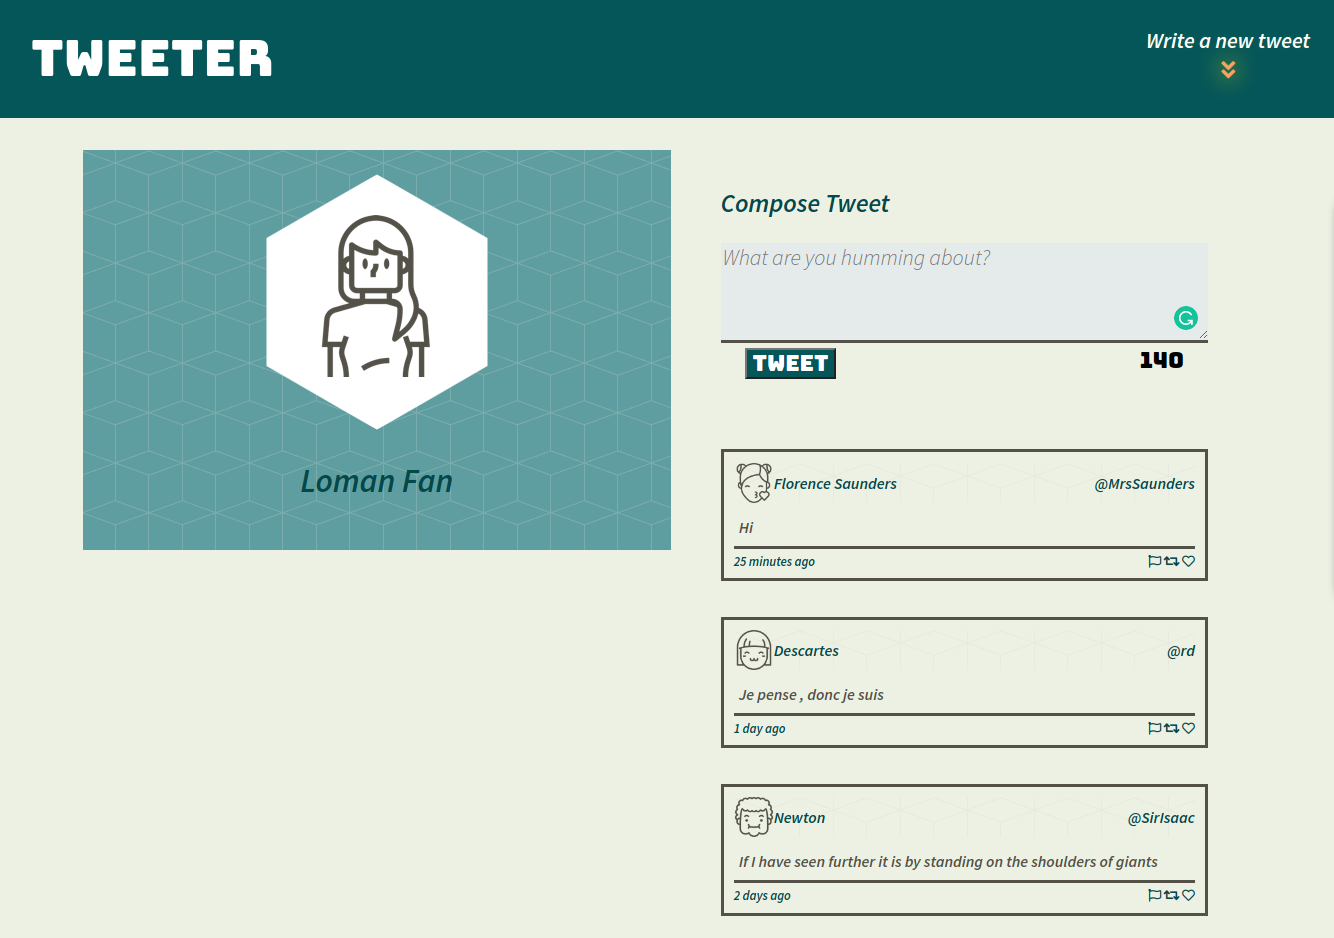 TWEETER
Write a new tweet
Loman Fan
Compose Tweet
What are you humming about?
TWEET
140
Florence Saunders
@MrsSaunders
Hi
25 minutes ago
Descartes
@rd
Je pense , donc je suis
1 day ago
Newton
@SirIsaac
If I have seen further it is by standing on the shoulders of giants
2 days ago